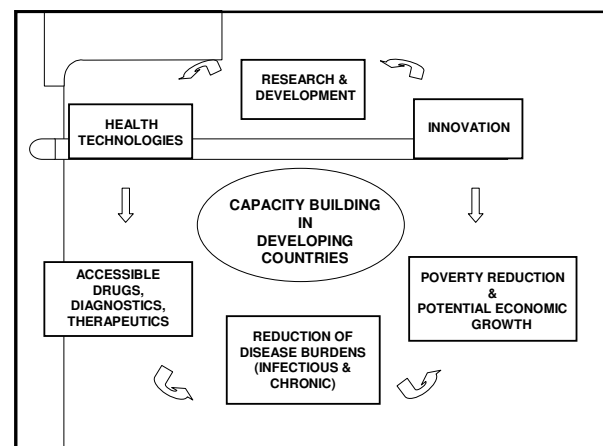 RESEARCH &
DEVELOPMENT
HEALTH
TECHNOLOGIES
INNOVATION
CAPACITY BUILDING
IN
DEVELOPING
COUNTRIES
ACCESSIBLE
DRUGS,
DIAGNOSTICS,
THERAPEUTICS
POVERTY REDUCTION
&
POTENTIAL ECONOMIC
GROWTH
REDUCTION OF
DISEASE BURDENS
(INFECTIOUS &
CHRONIC)